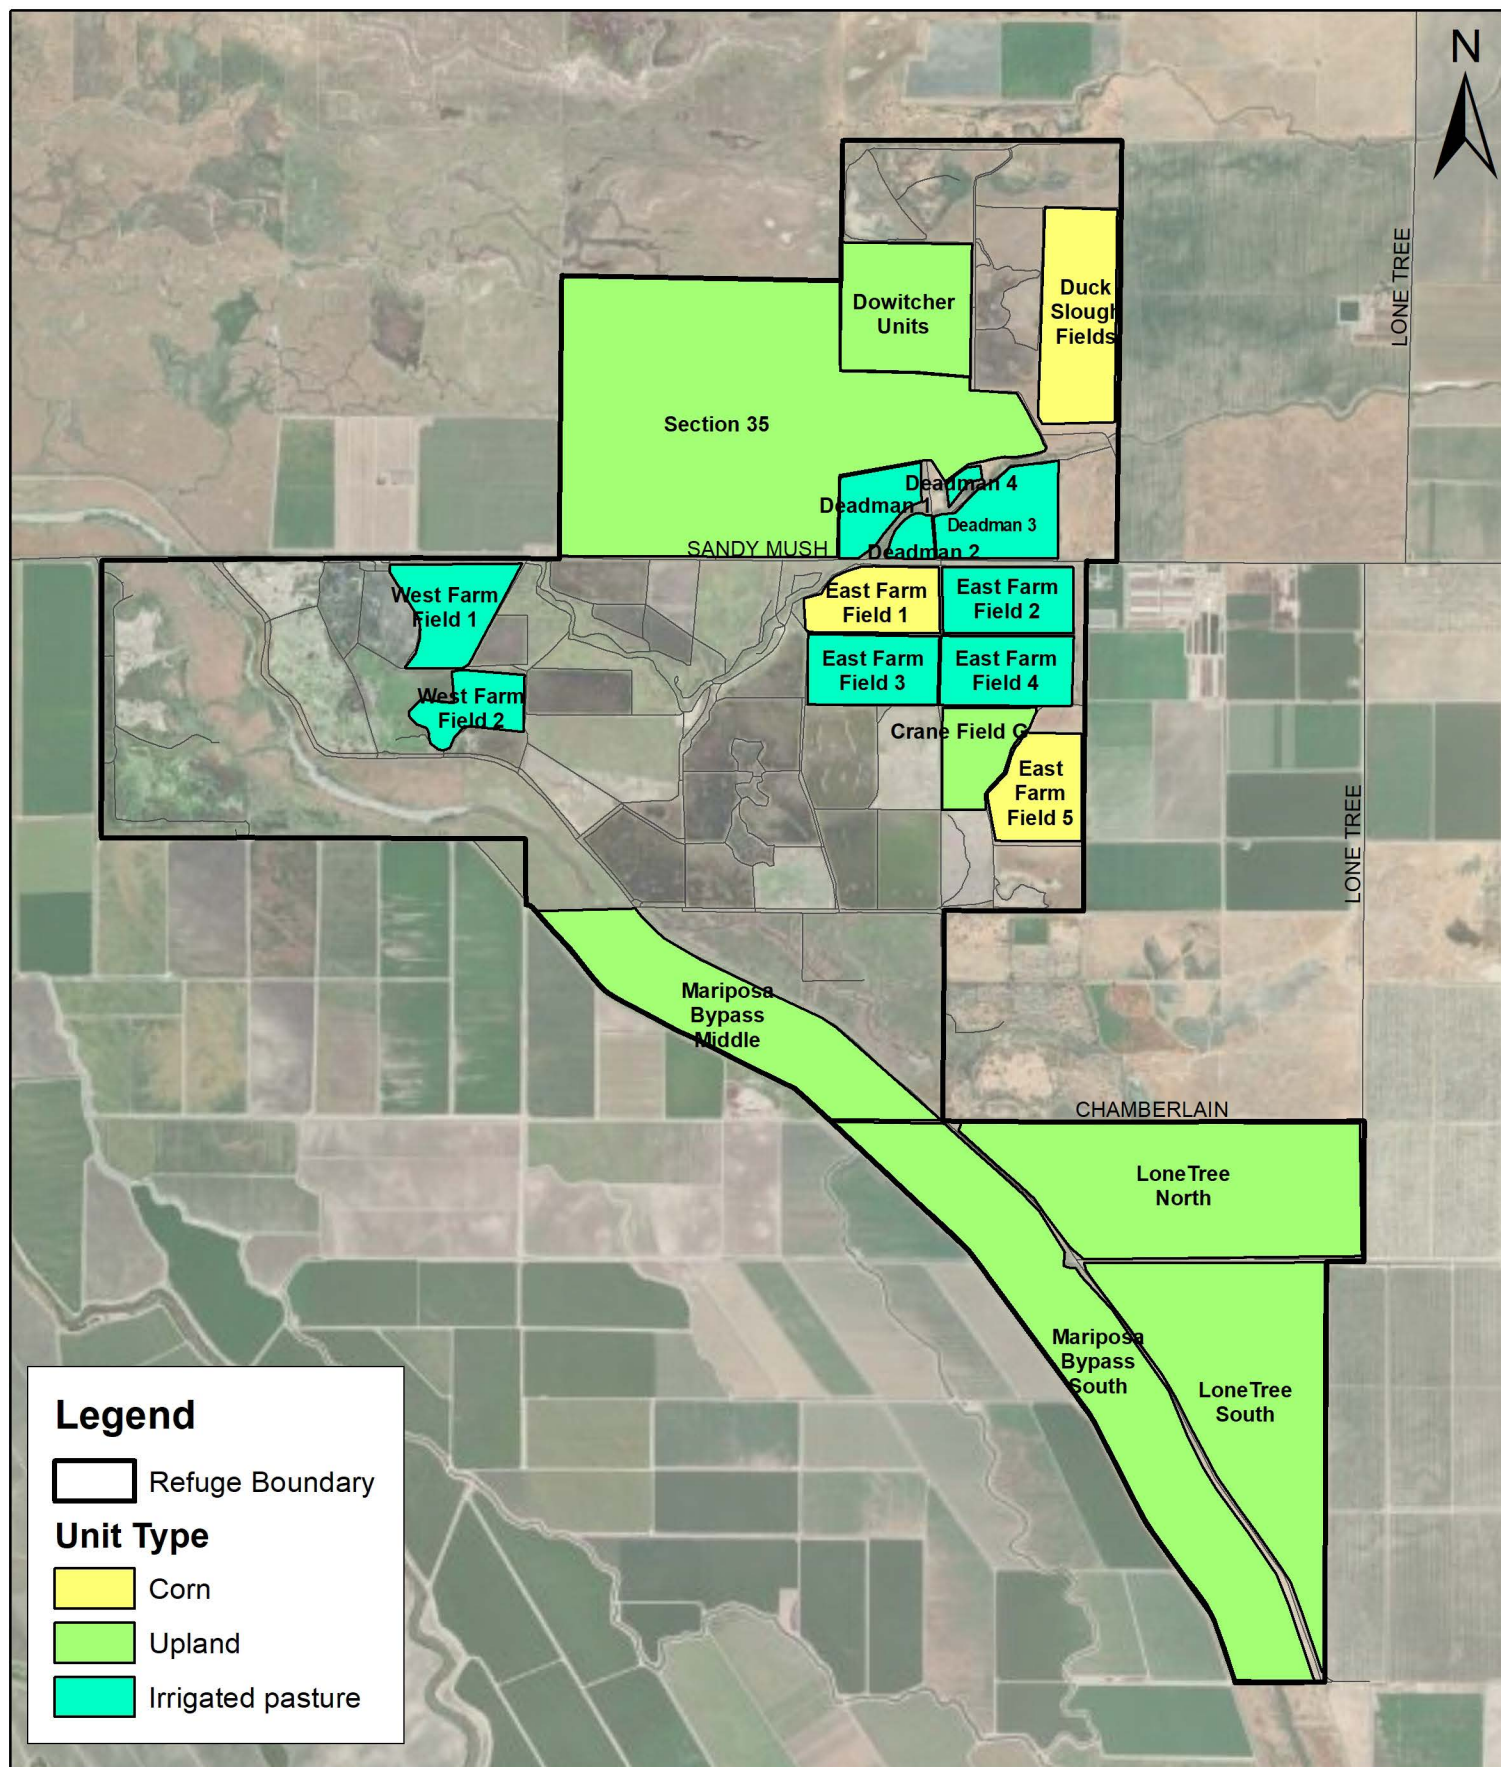 N
LONE TREE
Duck
Slough
Fields
Dowitcher
Units
Section 35
Deadman 4
Deadman 1
Deadman 3
Deadman 2
SANDY MUSH
West Farm
Field 1
East Farm
Field 1
East Farm
Field 2
East Farm
Field 3
East Farm
Field 4
West Farm
Field 2
Crane Field G
East
Farm
Field 5
LONE TREE
Mariposa
Bypass
Middle
CHAMBERLAIN
LoneTree
North
Mariposa
Bypass
South
LoneTree
South
Legend
Refuge Boundary
Unit Type
Corn
Upland
Irrigated pasture